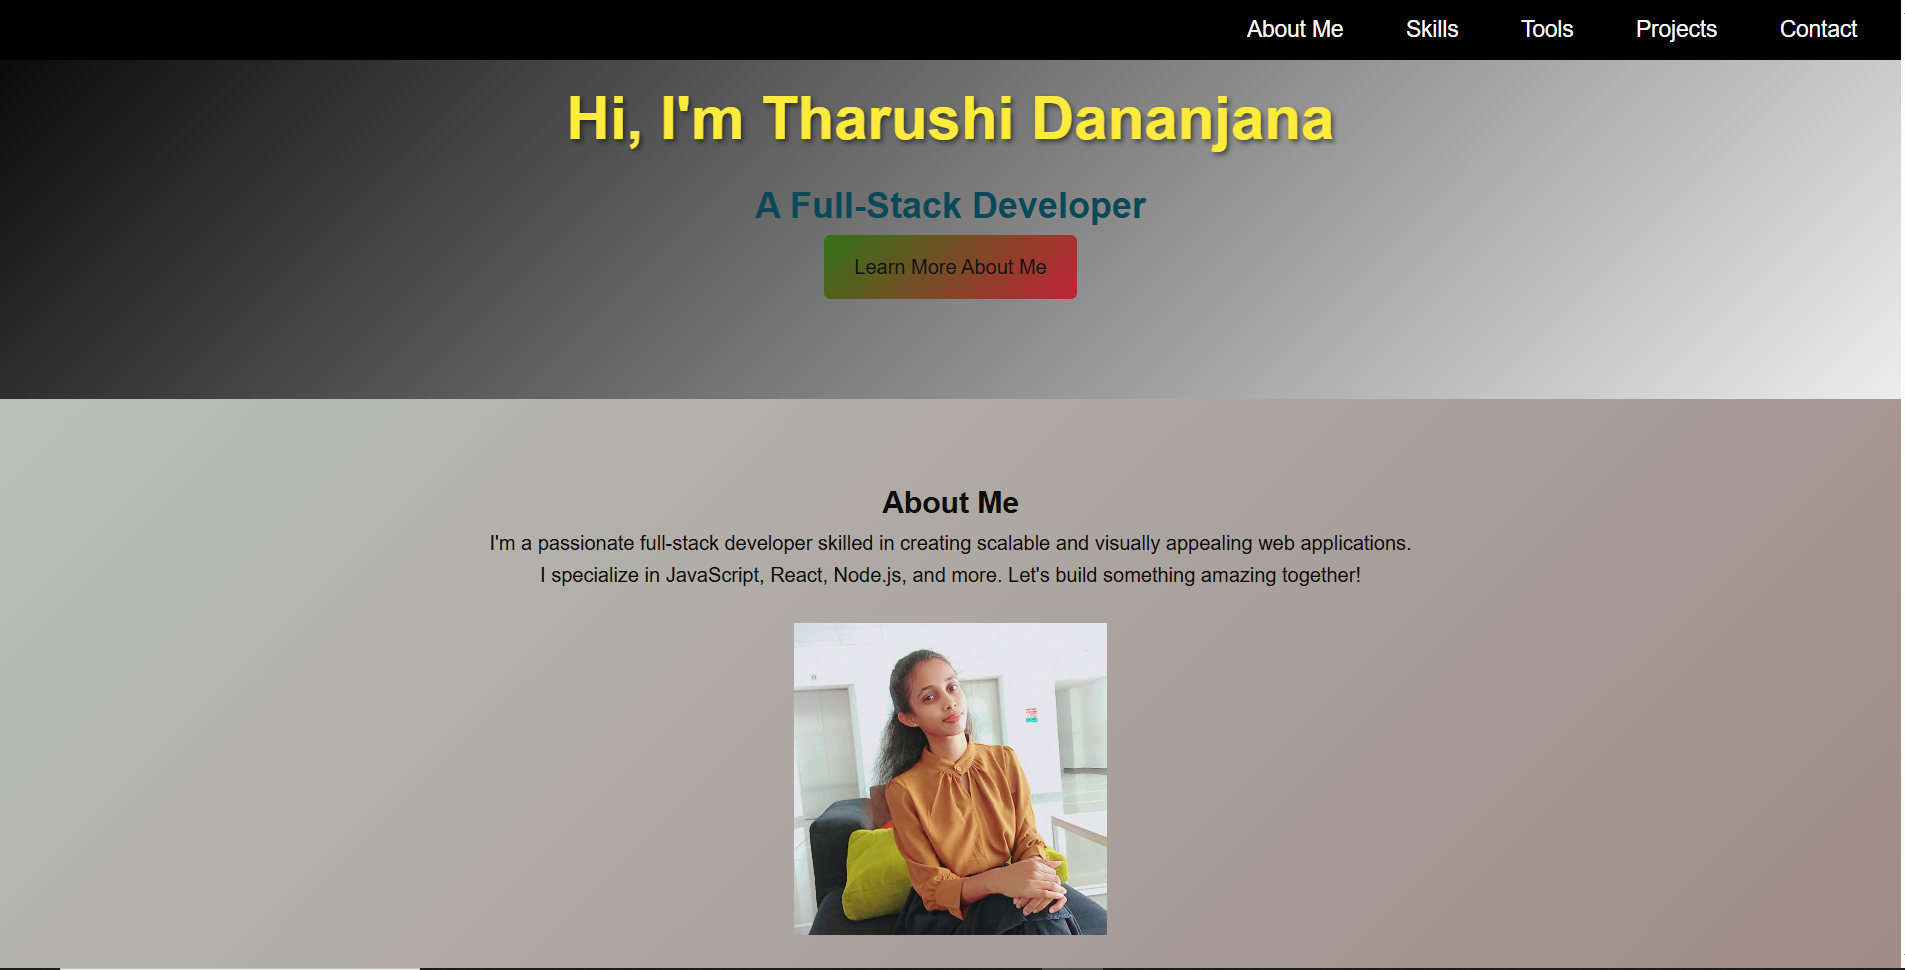 About Me Skills Tools Projects Contact
Hi, I'm Tharushi Dananjana
A Full-Stack Developer
Learn More About Me
About Me
I'm a passionate full-stack developer skilled in creating scalable and visually appealing web applications.
I specialize in JavaScript, React, Node.js, and more. Let's build something amazing together!